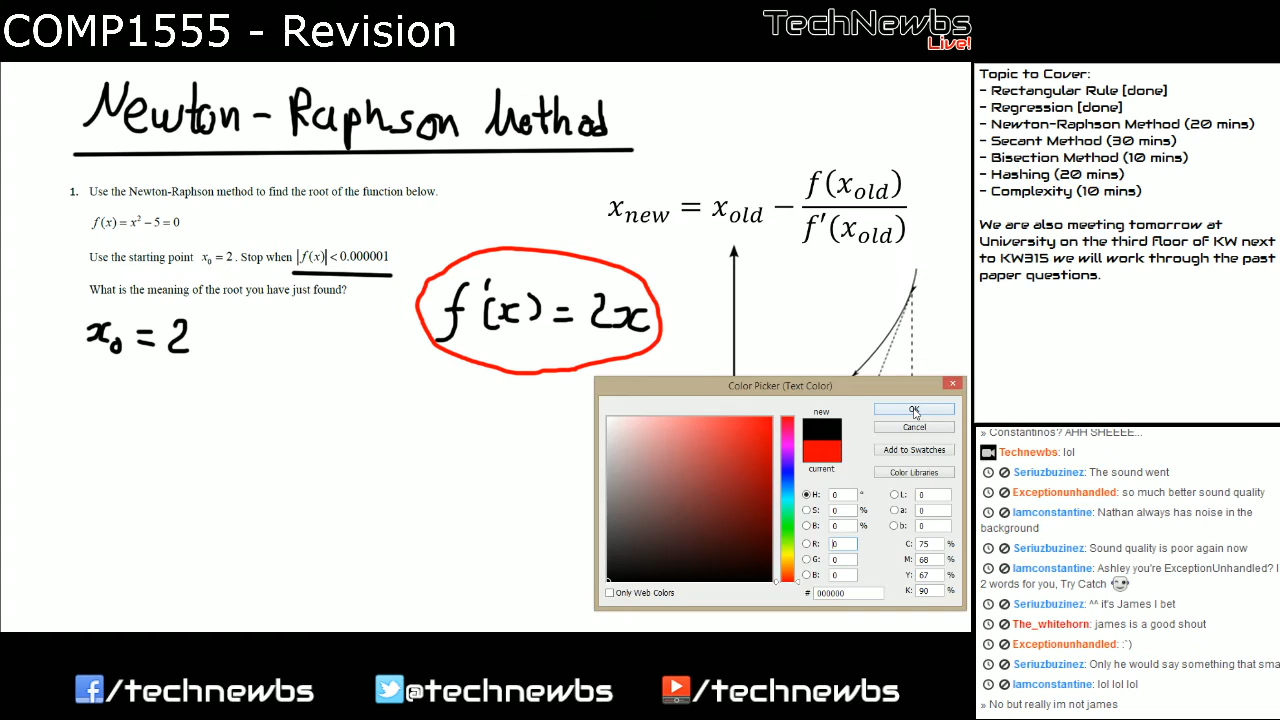 COMP1555 - Revision
TechNewbs
Live!
Newton-Raphson Method
1. Use the Newton-Raphson method to find the root of the function below.
f(x) = x² − 5 = 0
Use the starting point x₀ = 2. Stop when |f(x)| < 0.000001
What is the meaning of the root you have just found?
x₀ = 2
x_new = x_old − f(x_old) / f′(x_old)
f'(x) = 2x
Color Picker (Text Color)
new
current
OK
Cancel
Add to Swatches
Color Libraries
H: 0 °
S: 0 %
B: 0 %
R: 0
G: 0
B: 0
L: 0
a: 0
b: 0
C: 75 %
M: 68 %
Y: 67 %
K: 90 %
# 000000
Only Web Colors
Topic to Cover:
- Rectangular Rule [done]
- Regression [done]
- Newton-Raphson Method (20 mins)
- Secant Method (30 mins)
- Bisection Method (10 mins)
- Hashing (20 mins)
- Complexity (10 mins)
We are also meeting tomorrow at
University on the third floor of KW next
to KW315 we will work through the past
paper questions.
» Constantinos? AHH SHEEEE...
Technewbs: lol
Seriuzbuzinez: The sound went
Exceptionunhandled: so much better sound quality
Iamconstantine: Nathan always has noise in the
background
Seriuzbuzinez: Sound quality is poor again now
Iamconstantine: Ashley you're ExceptionUnhandled? I
2 words for you, Try Catch
Seriuzbuzinez: ^^ it's James I bet
The_whitehorn: james is a good shout
Exceptionunhandled: :`)
Seriuzbuzinez: Only he would say something that sma
Iamconstantine: lol lol lol
» No but really im not james
/technewbs
@technewbs
/technewbs